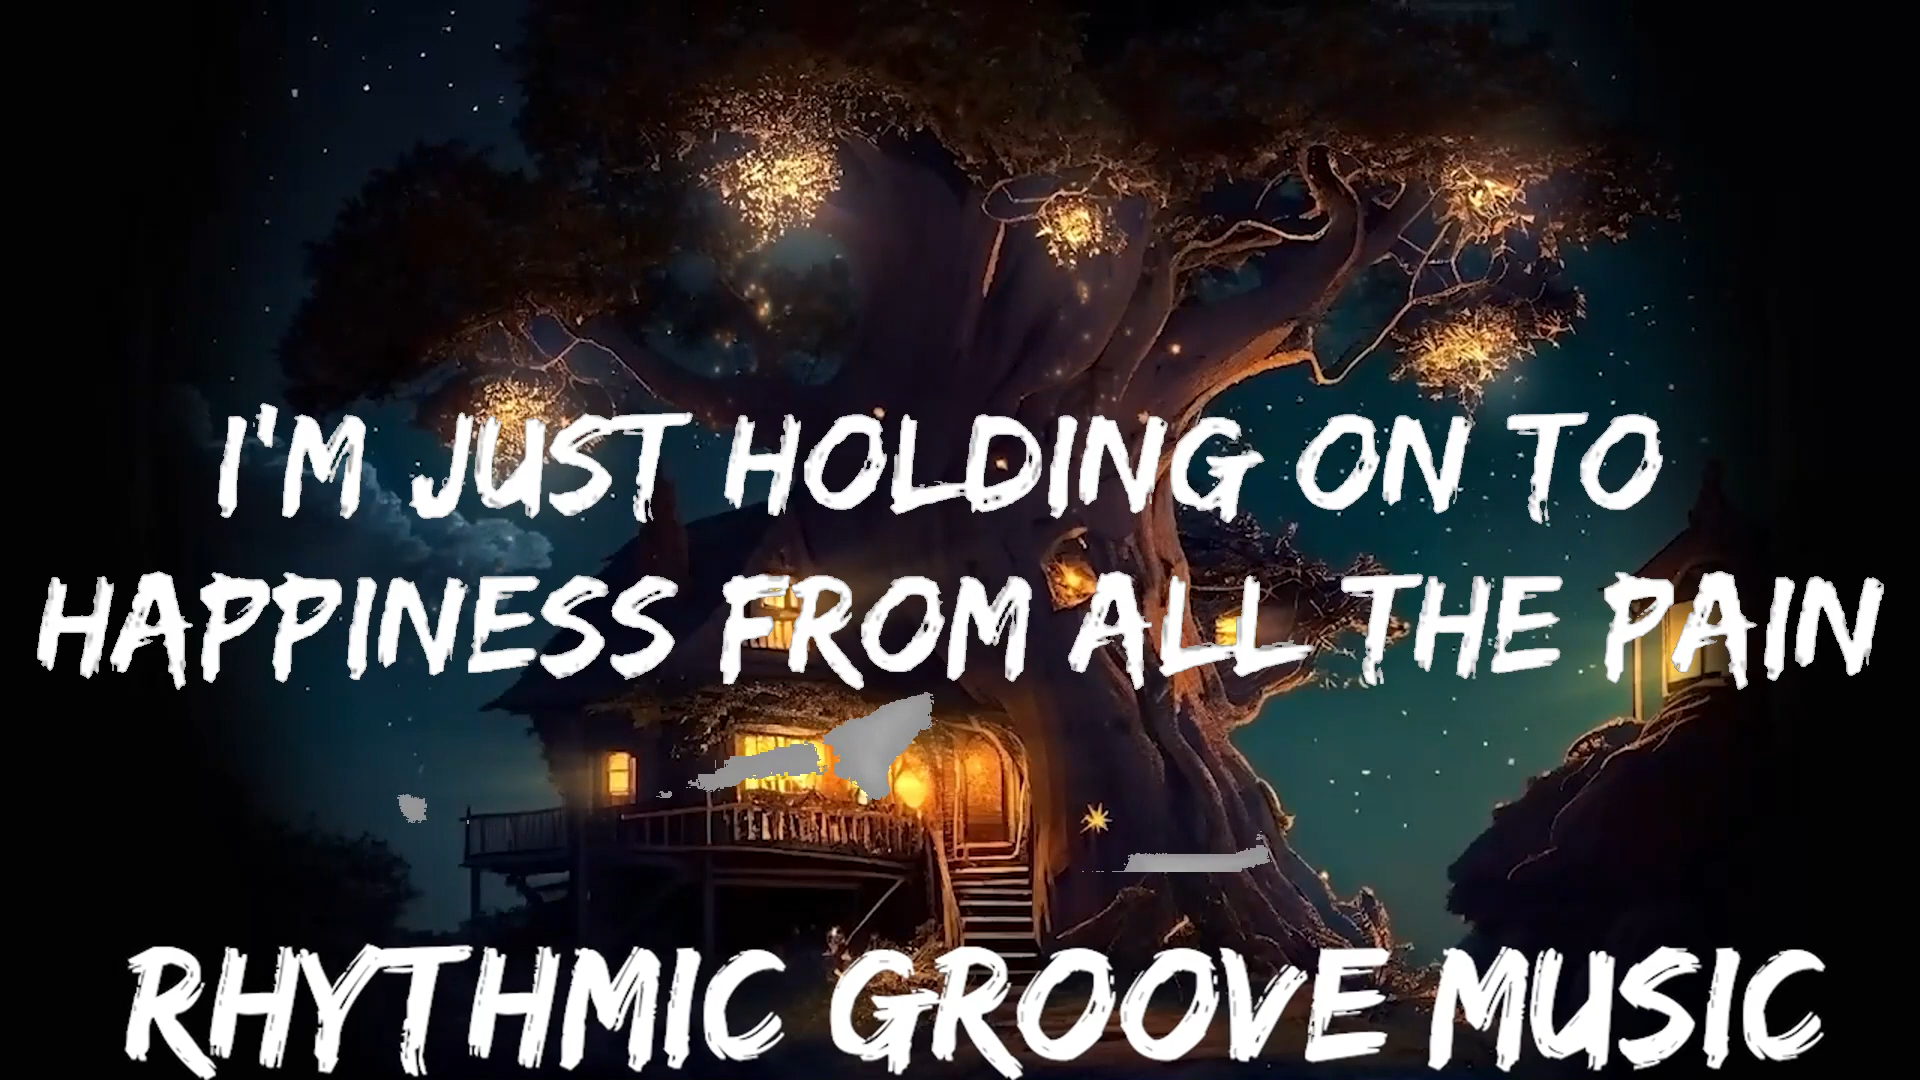 I'M JUST HOLDING ON TO
HAPPINESS FROM ALL THE PAIN
RHYTHMIC GROOVE MUSIC